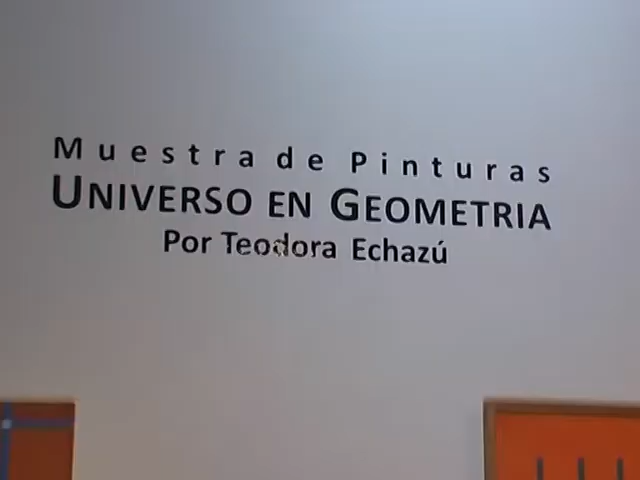 Muestra de Pinturas
UNIVERSO EN GEOMETRIA
Por Teodora Echazú